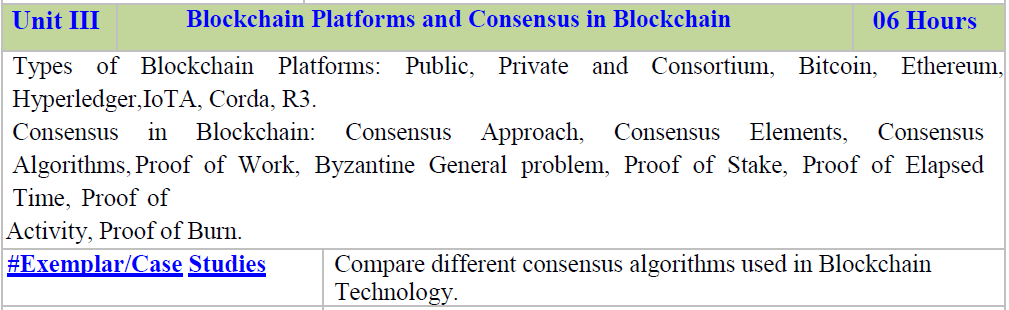 Unit III Blockchain Platforms and Consensus in Blockchain 06 Hours
Types of Blockchain Platforms: Public, Private and Consortium, Bitcoin, Ethereum,
Hyperledger,IoTA, Corda, R3.
Consensus in Blockchain: Consensus Approach, Consensus Elements, Consensus
Algorithms, Proof of Work, Byzantine General problem, Proof of Stake, Proof of Elapsed
Time, Proof of
Activity, Proof of Burn.
#Exemplar/Case Studies Compare different consensus algorithms used in Blockchain
Technology.